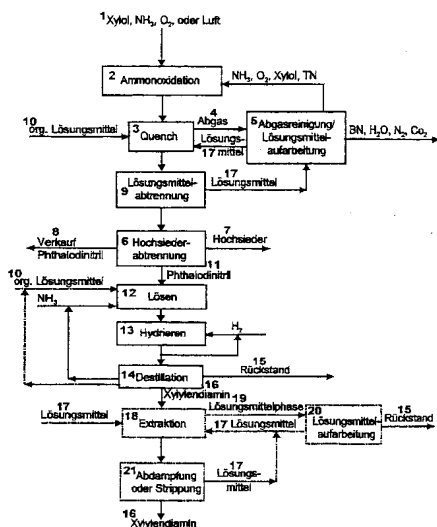 1 Xylol, NH3, O2, oder Luft
2 Ammonoxidation
NH3, O2, Xylol, TN
10 org. Lösungsmittel
3 Quench
4 Abgas
Lösungs-
17 mittel
5 Abgasreinigung/
Lösungsmittel-
aufarbeitung
BN, H2O, N2, Co2
9 Lösungsmittel-
abtrennung
17 Lösungsmittel
8 Verkauf
Phthalodinitril
6 Hochsieder-
abtrennung
7 Hochsieder
11 Phthalodinitril
10 org. Lösungsmittel
NH3
12 Lösen
13 Hydrieren
H2
14 Destillation
15 Rückstand
16 Xylylendiamin
17 Lösungsmittel
18 Extraktion
19 Lösungsmittelphase
17 Lösungsmittel
20 Lösungsmittel-
aufarbeitung
15 Rückstand
21 Abdampfung
oder Strippung
17 Lösungs-
mittel
16 Xylylendiamin